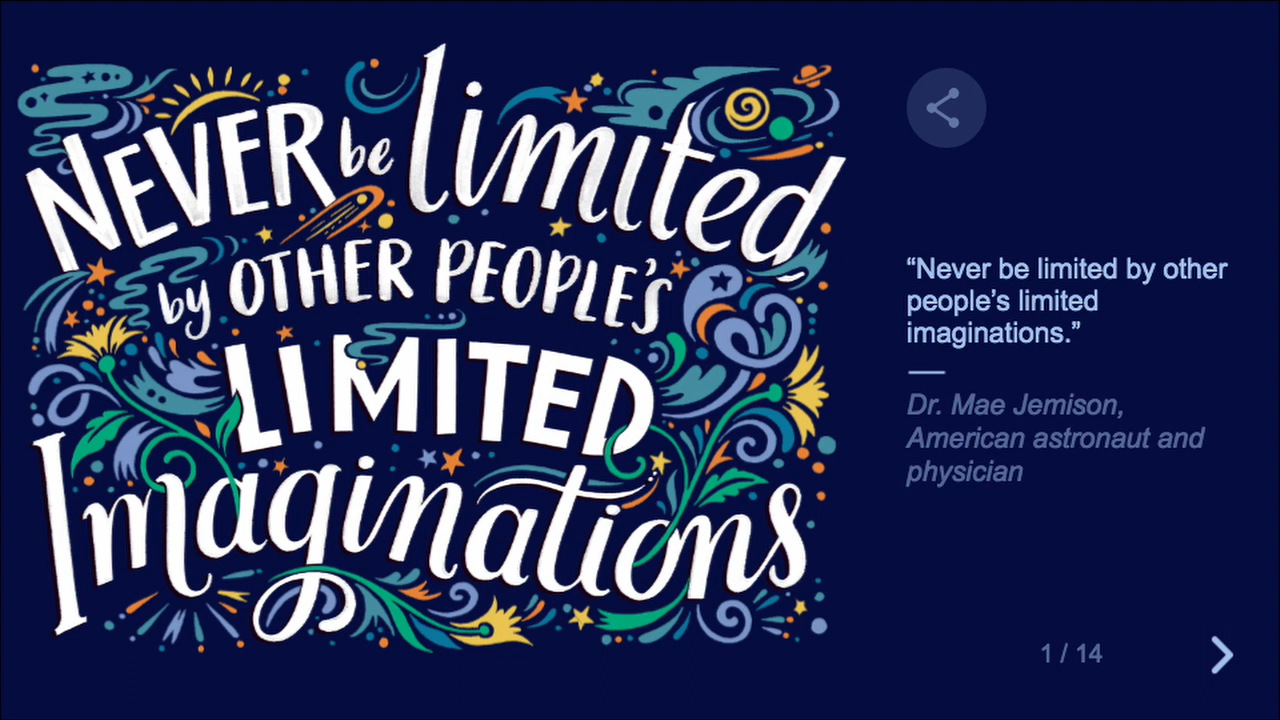 NEVER be limited
by OTHER PEOPLE'S
LIMITED
Imaginations
“Never be limited by other
people’s limited
imaginations.”
Dr. Mae Jemison,
American astronaut and
physician
1 / 14